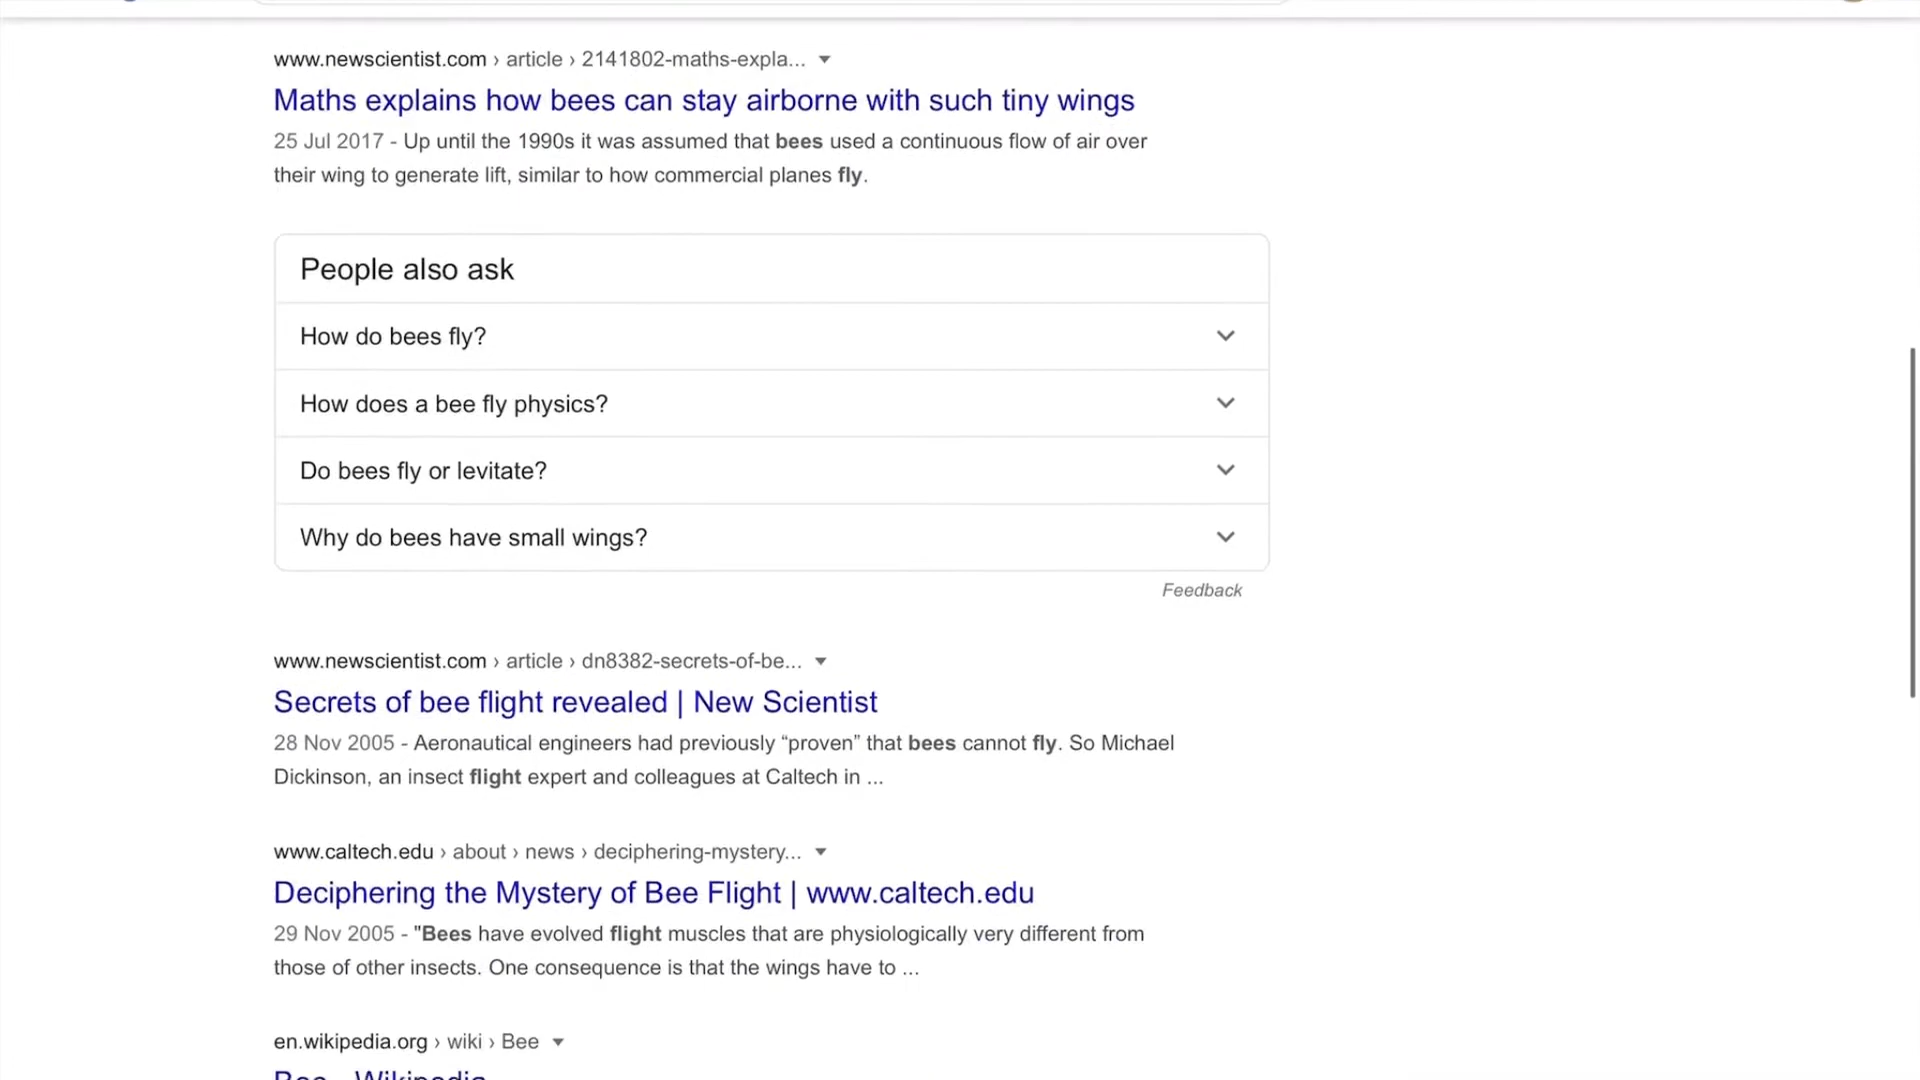 www.newscientist.com › article › 2141802-maths-expla...
Maths explains how bees can stay airborne with such tiny wings
25 Jul 2017 - Up until the 1990s it was assumed that bees used a continuous flow of air over
their wing to generate lift, similar to how commercial planes fly.
People also ask
How do bees fly?
How does a bee fly physics?
Do bees fly or levitate?
Why do bees have small wings?
Feedback
www.newscientist.com › article › dn8382-secrets-of-be...
Secrets of bee flight revealed | New Scientist
28 Nov 2005 - Aeronautical engineers had previously “proven” that bees cannot fly. So Michael
Dickinson, an insect flight expert and colleagues at Caltech in ...
www.caltech.edu › about › news › deciphering-mystery...
Deciphering the Mystery of Bee Flight | www.caltech.edu
29 Nov 2005 - "Bees have evolved flight muscles that are physiologically very different from
those of other insects. One consequence is that the wings have to ...
en.wikipedia.org › wiki › Bee
Bee - Wikipedia